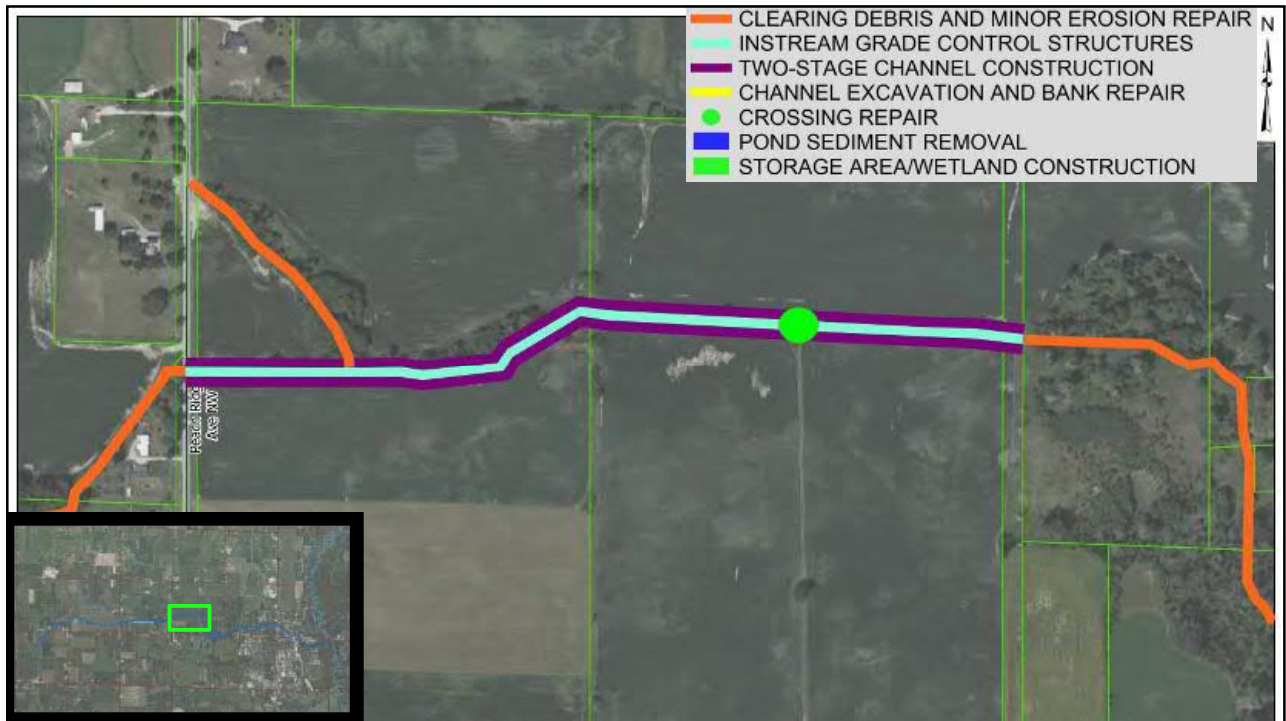 CLEARING DEBRIS AND MINOR EROSION REPAIR
N
INSTREAM GRADE CONTROL STRUCTURES
TWO-STAGE CHANNEL CONSTRUCTION
CHANNEL EXCAVATION AND BANK REPAIR
CROSSING REPAIR
POND SEDIMENT REMOVAL
STORAGE AREA/WETLAND CONSTRUCTION
Ave NW